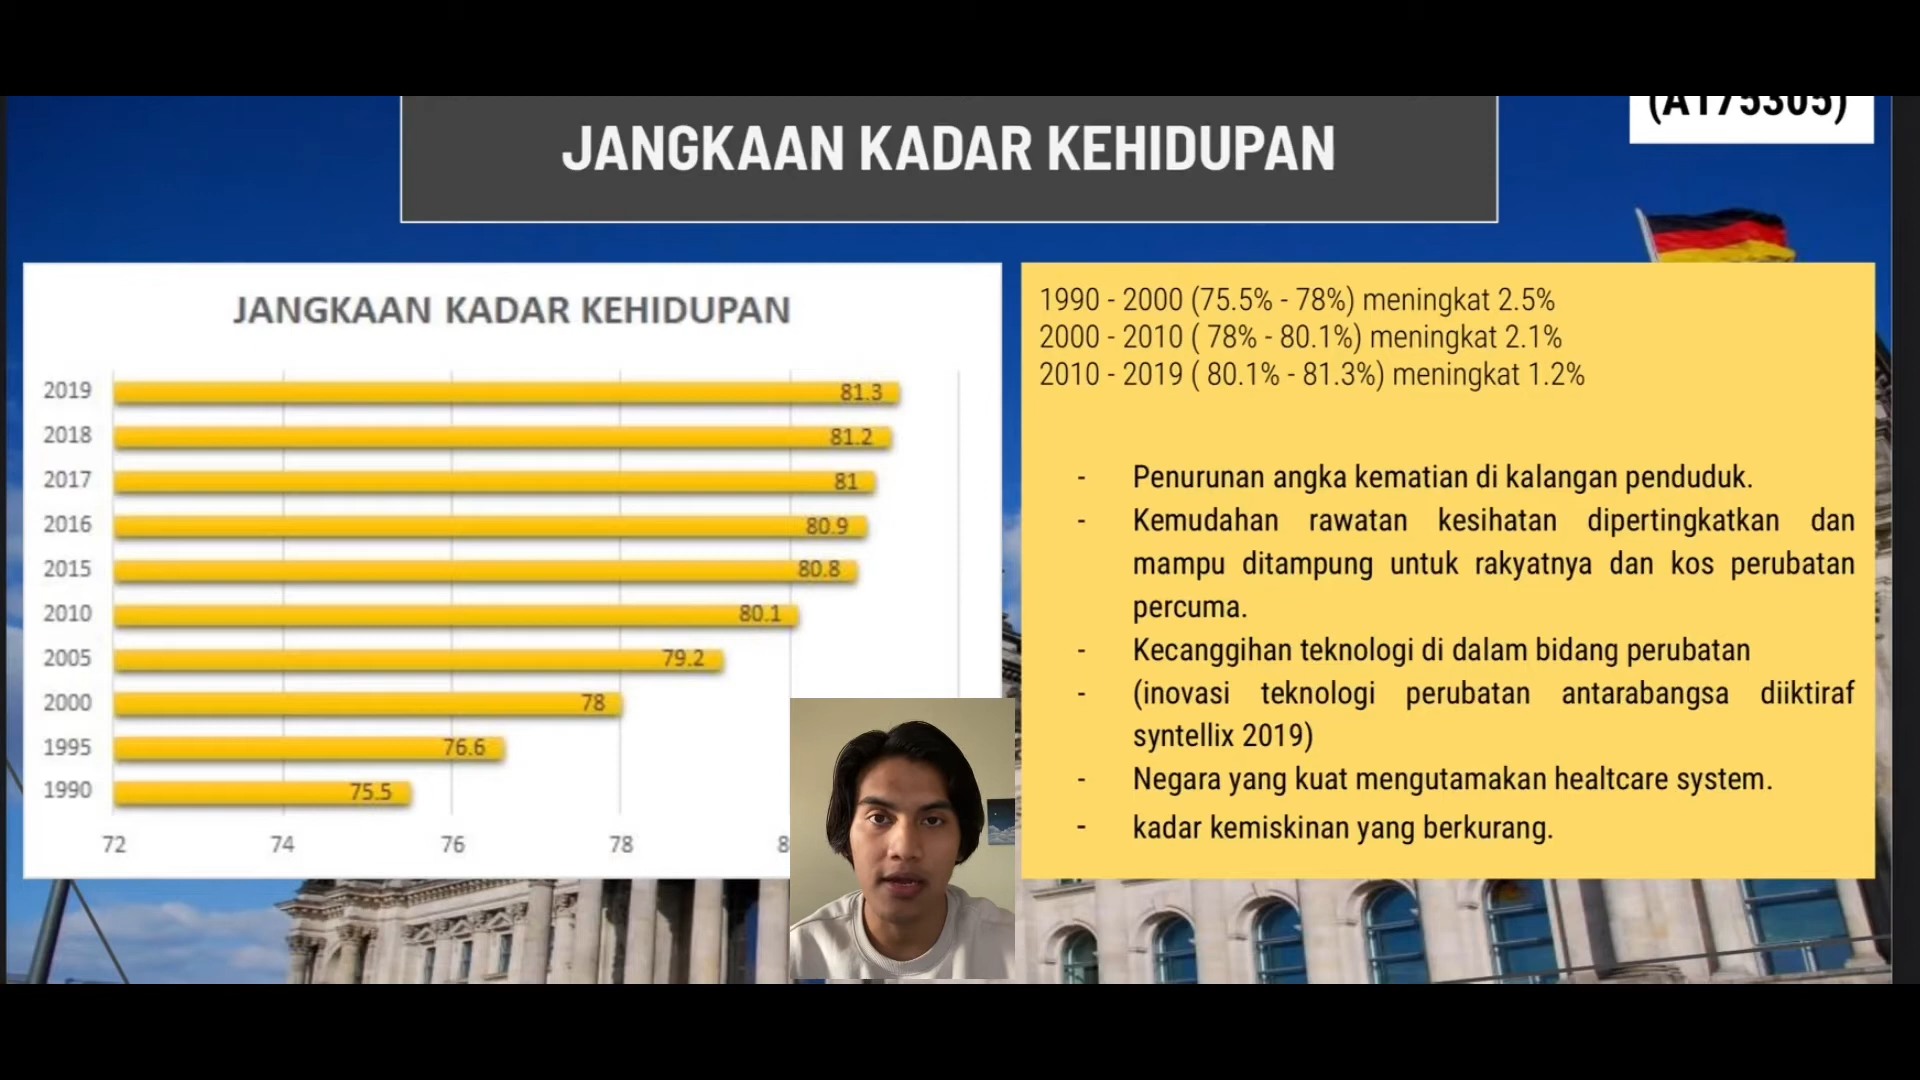 (A175305)
JANGKAAN KADAR KEHIDUPAN
JANGKAAN KADAR KEHIDUPAN
2019 81.3
2018 81.2
2017 81
2016 80.9
2015 80.8
2010 80.1
2005 79.2
2000 78
1995 76.6
1990 75.5
72 74 76 78
1990 - 2000 (75.5% - 78%) meningkat 2.5%
2000 - 2010 ( 78% - 80.1%) meningkat 2.1%
2010 - 2019 ( 80.1% - 81.3%) meningkat 1.2%
- Penurunan angka kematian di kalangan penduduk.
- Kemudahan rawatan kesihatan dipertingkatkan dan
mampu ditampung untuk rakyatnya dan kos perubatan
percuma.
- Kecanggihan teknologi di dalam bidang perubatan
- (inovasi teknologi perubatan antarabangsa diiktiraf
syntellix 2019)
- Negara yang kuat mengutamakan healtcare system.
- kadar kemiskinan yang berkurang.